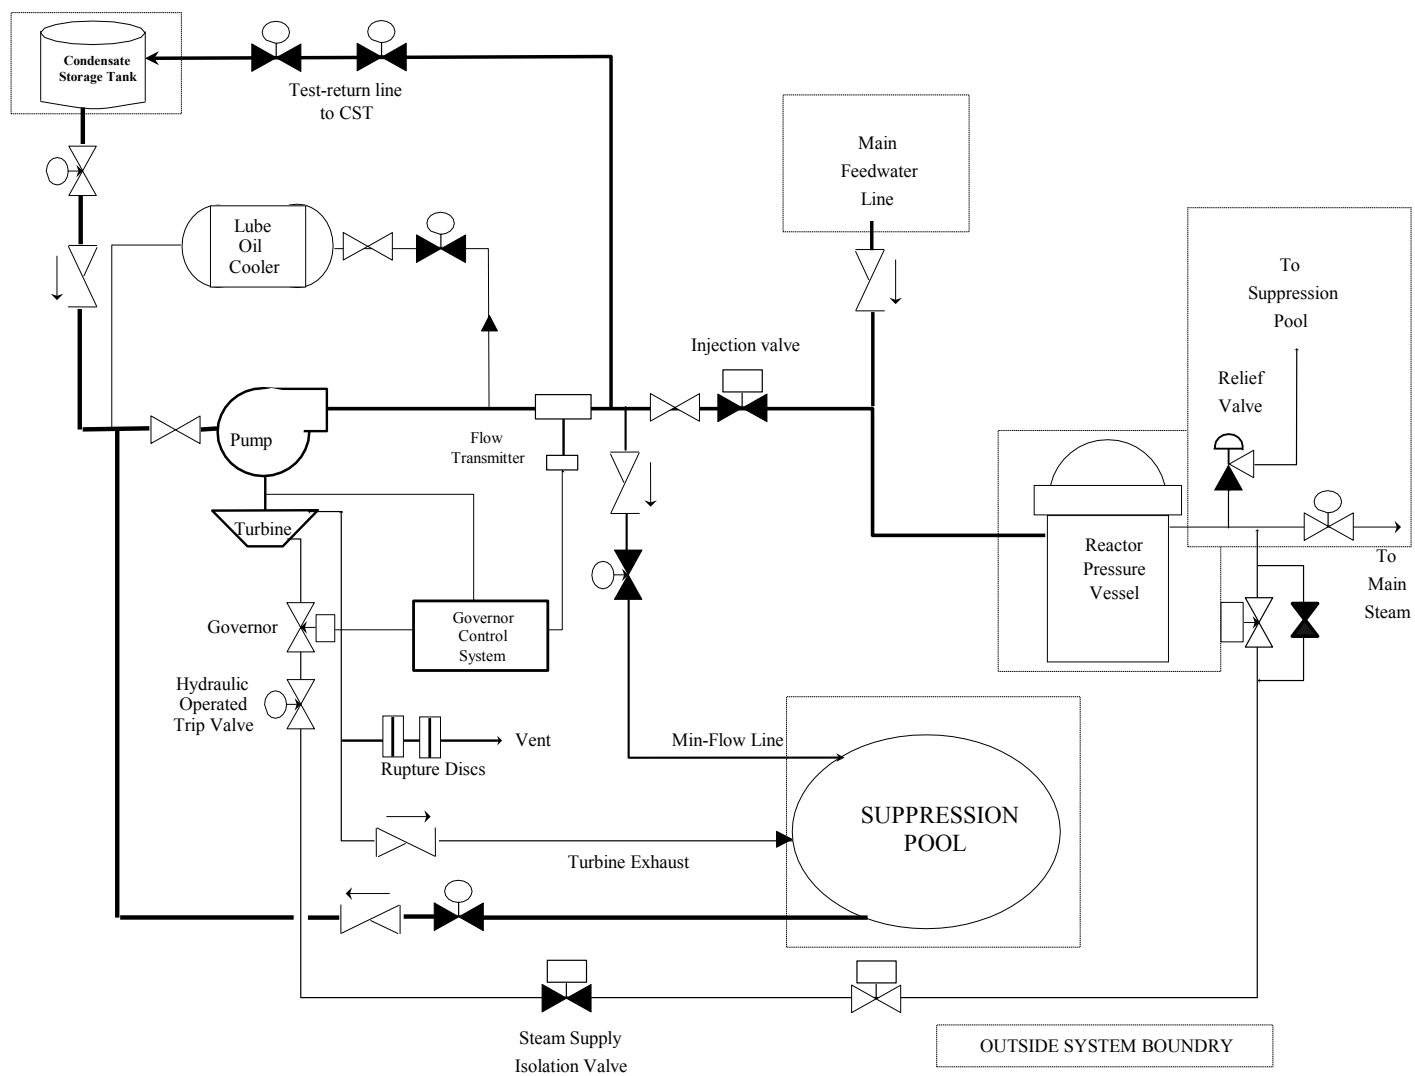 Condensate
Storage Tank
Test-return line
to CST
Main
Feedwater
Line
Lube
Oil
Cooler
To
Suppression
Pool
Injection valve
Relief
Valve
Pump
Flow
Transmitter
Turbine
Reactor
Pressure
Vessel
To
Main
Steam
Governor
Governor
Control
System
Hydraulic
Operated
Trip Valve
Vent
Rupture Discs
Min-Flow Line
SUPPRESSION
POOL
Turbine Exhaust
Steam Supply
Isolation Valve
OUTSIDE SYSTEM BOUNDRY